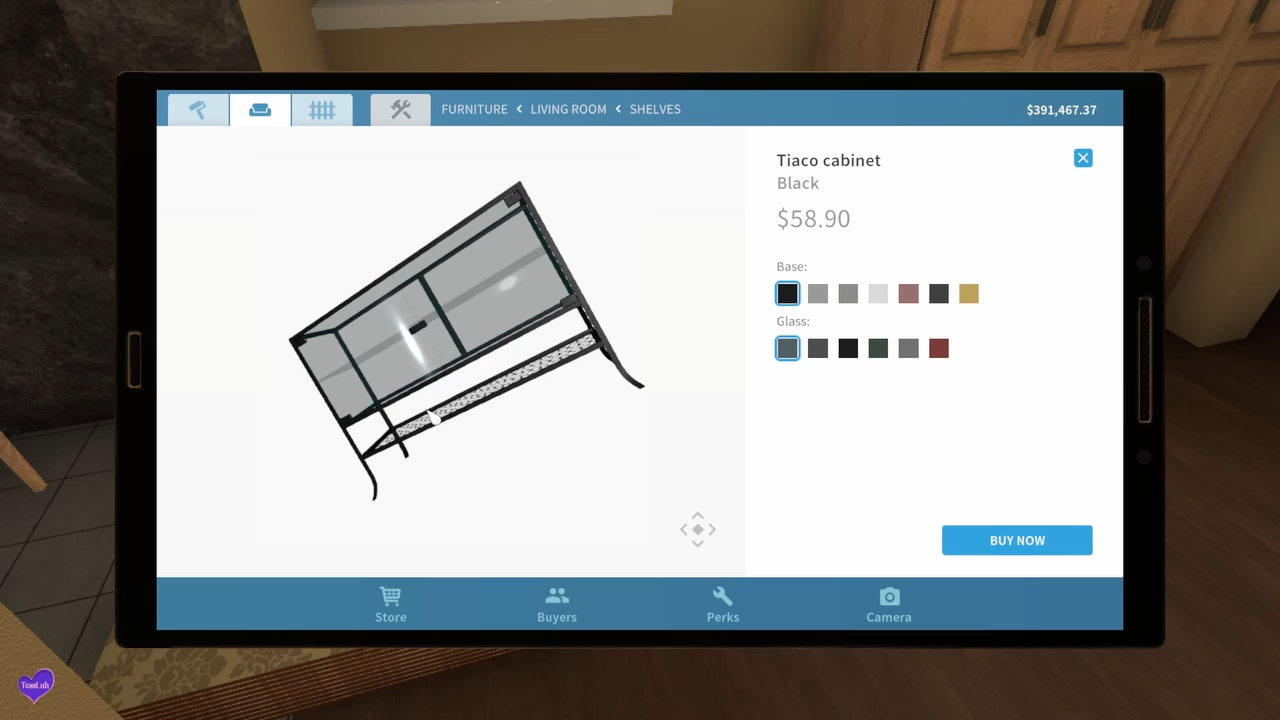 FURNITURE < LIVING ROOM < SHELVES
$391,467.37
Tiaco cabinet
Black
$58.90
Base:
Glass:
BUY NOW
Store
Buyers
Perks
Camera